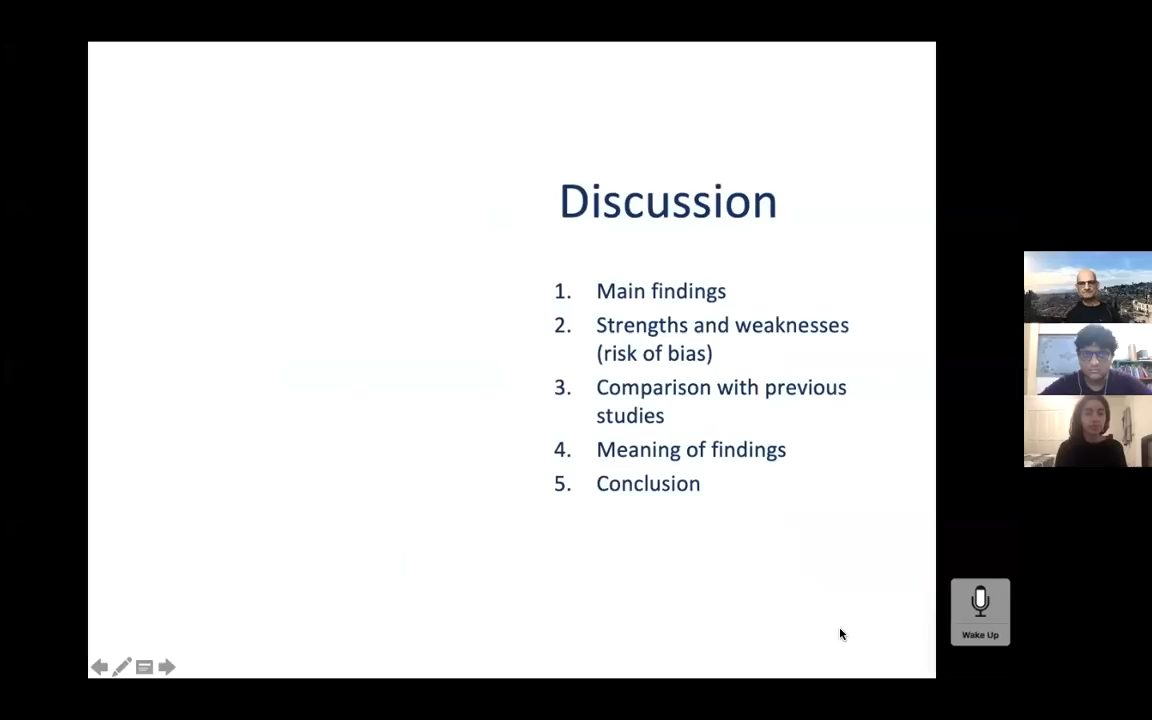 Discussion
1. Main findings
2. Strengths and weaknesses
(risk of bias)
3. Comparison with previous
studies
4. Meaning of findings
5. Conclusion
Wake Up